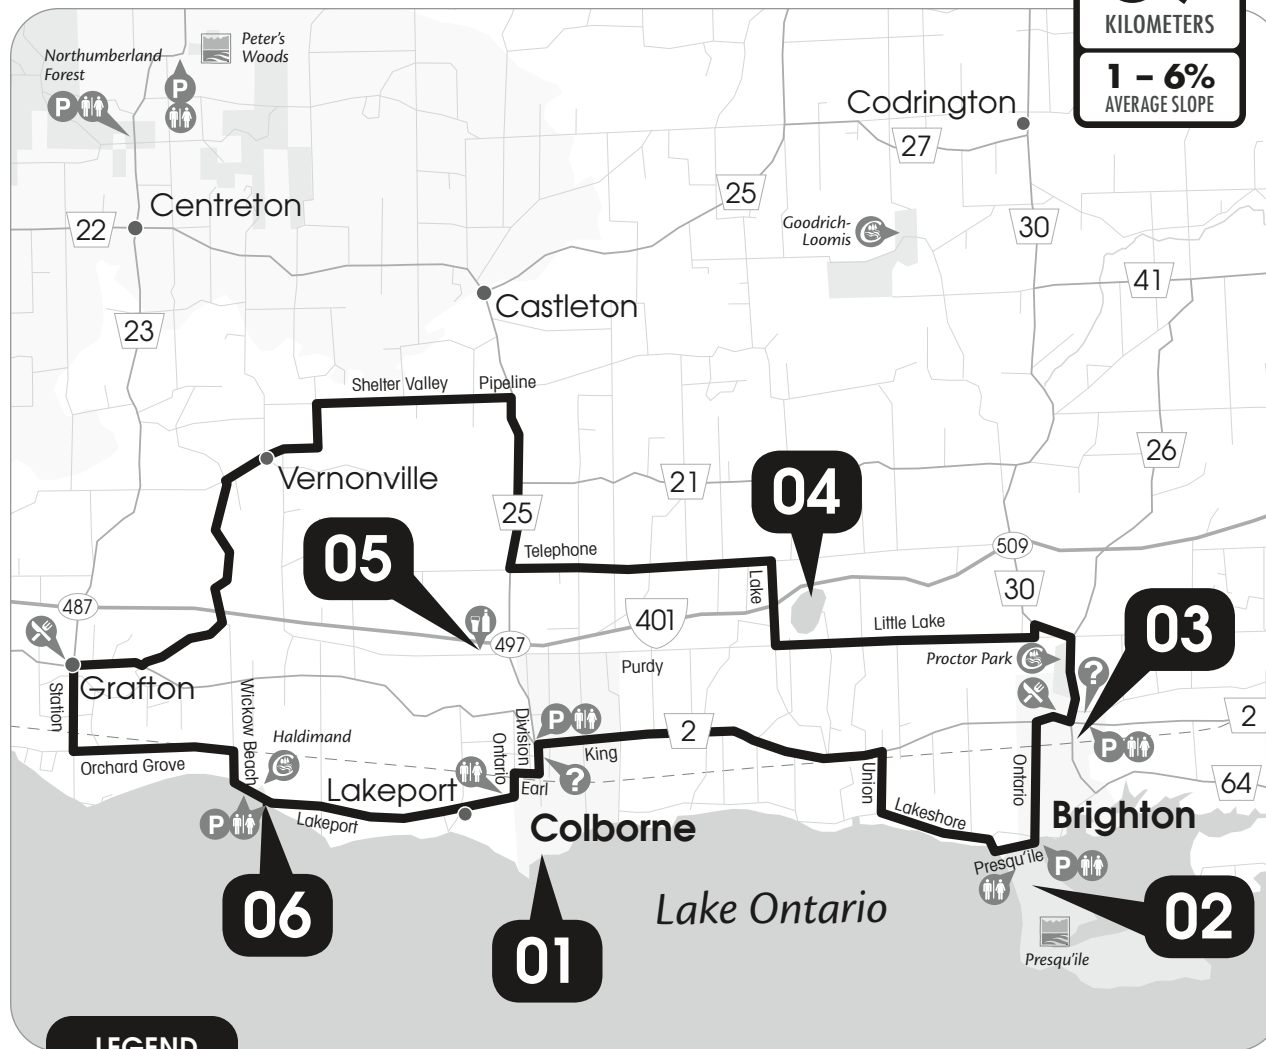 KILOMETERS
1 – 6%
AVERAGE SLOPE
Northumberland
Forest
P
Peter's
Woods
P
Codrington
27
25
30
Centreton
22
Goodrich-
Loomis
41
Castleton
23
Shelter Valley
Pipeline
26
Vernonville
21
04
25
05
Telephone
509
Lake
30
487
401
Little Lake
03
497
Proctor Park
Purdy
?
Grafton
Station
Wickow Beach
Division
P
2
2
Haldimand
Ontario
King
P
Orchard Grove
Ontario
Union
64
Earl
?
Lakeport
Lakeshore
Brighton
P
Lakeport
Colborne
Presqu'ile
P
06
Lake Ontario
02
01
Presqu'ile
LEGEND